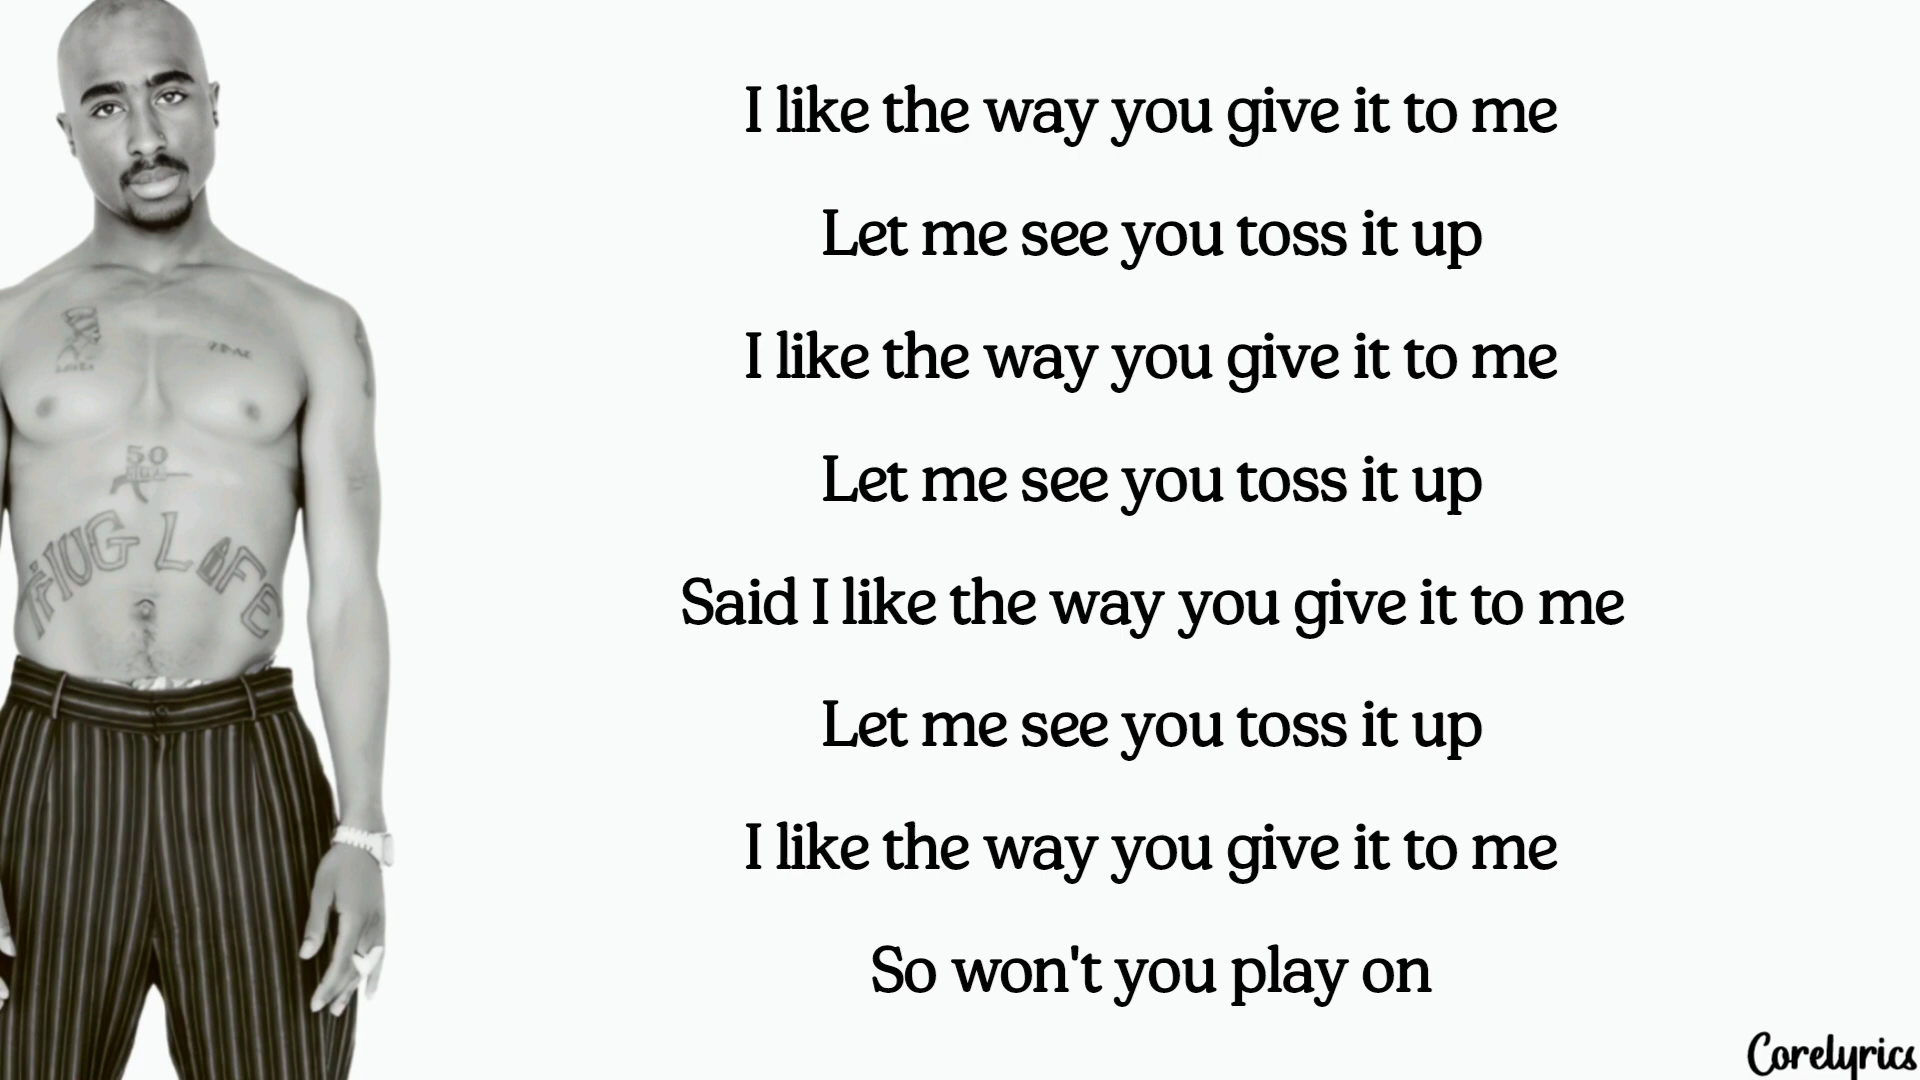 I like the way you give it to me
Let me see you toss it up
I like the way you give it to me
Let me see you toss it up
Said I like the way you give it to me
Let me see you toss it up
I like the way you give it to me
So won't you play on
50
THUG LIFE
Corelyrics